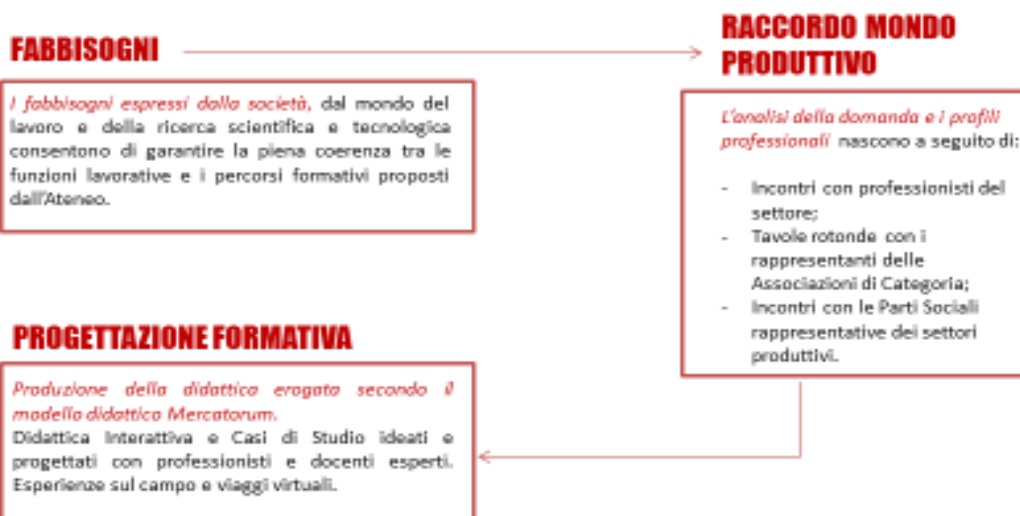 FABBISOGNI
I fabbisogni espressi dalla società, dal mondo del
lavoro e della ricerca scientifica e tecnologica
consentono di garantire la piena coerenza tra le
funzioni lavorative e i percorsi formativi proposti
dall'Ateneo.
RACCORDO MONDO
PRODUTTIVO
L'analisi della domanda e i profili
professionali nascono a seguito di:
- Incontri con professionisti del
settore;
- Tavole rotonde con i
rappresentanti delle
Associazioni di Categoria;
- Incontri con le Parti Sociali
rappresentative dei settori
produttivi.
PROGETTAZIONE FORMATIVA
Produzione della didattica erogata secondo il
modello didattico Mercatorum.
Didattica Interattiva e Casi di Studio ideati e
progettati con professionisti e docenti esperti.
Esperienze sul campo e viaggi virtuali.